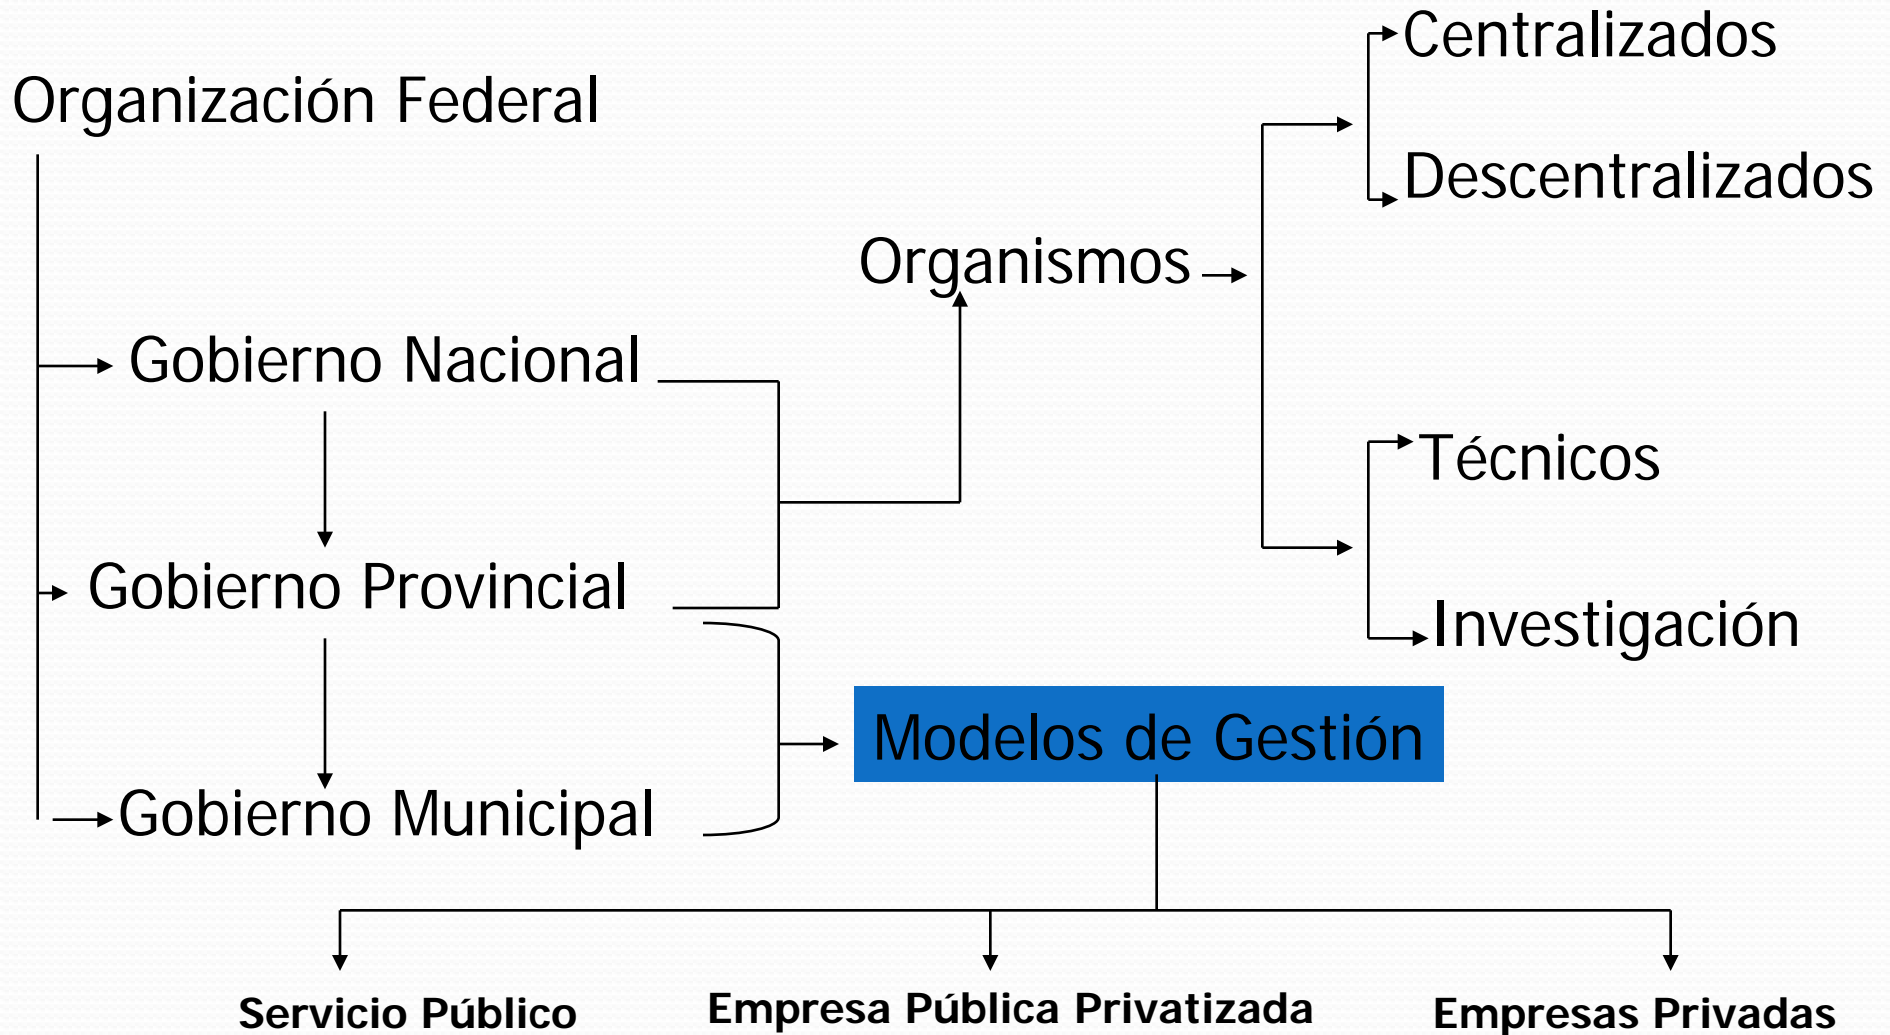 Organización Federal
Gobierno Nacional
Gobierno Provincial
Gobierno Municipal
Organismos
Centralizados
Descentralizados
Técnicos
Investigación
Modelos de Gestión
Servicio Público
Empresa Pública Privatizada
Empresas Privadas